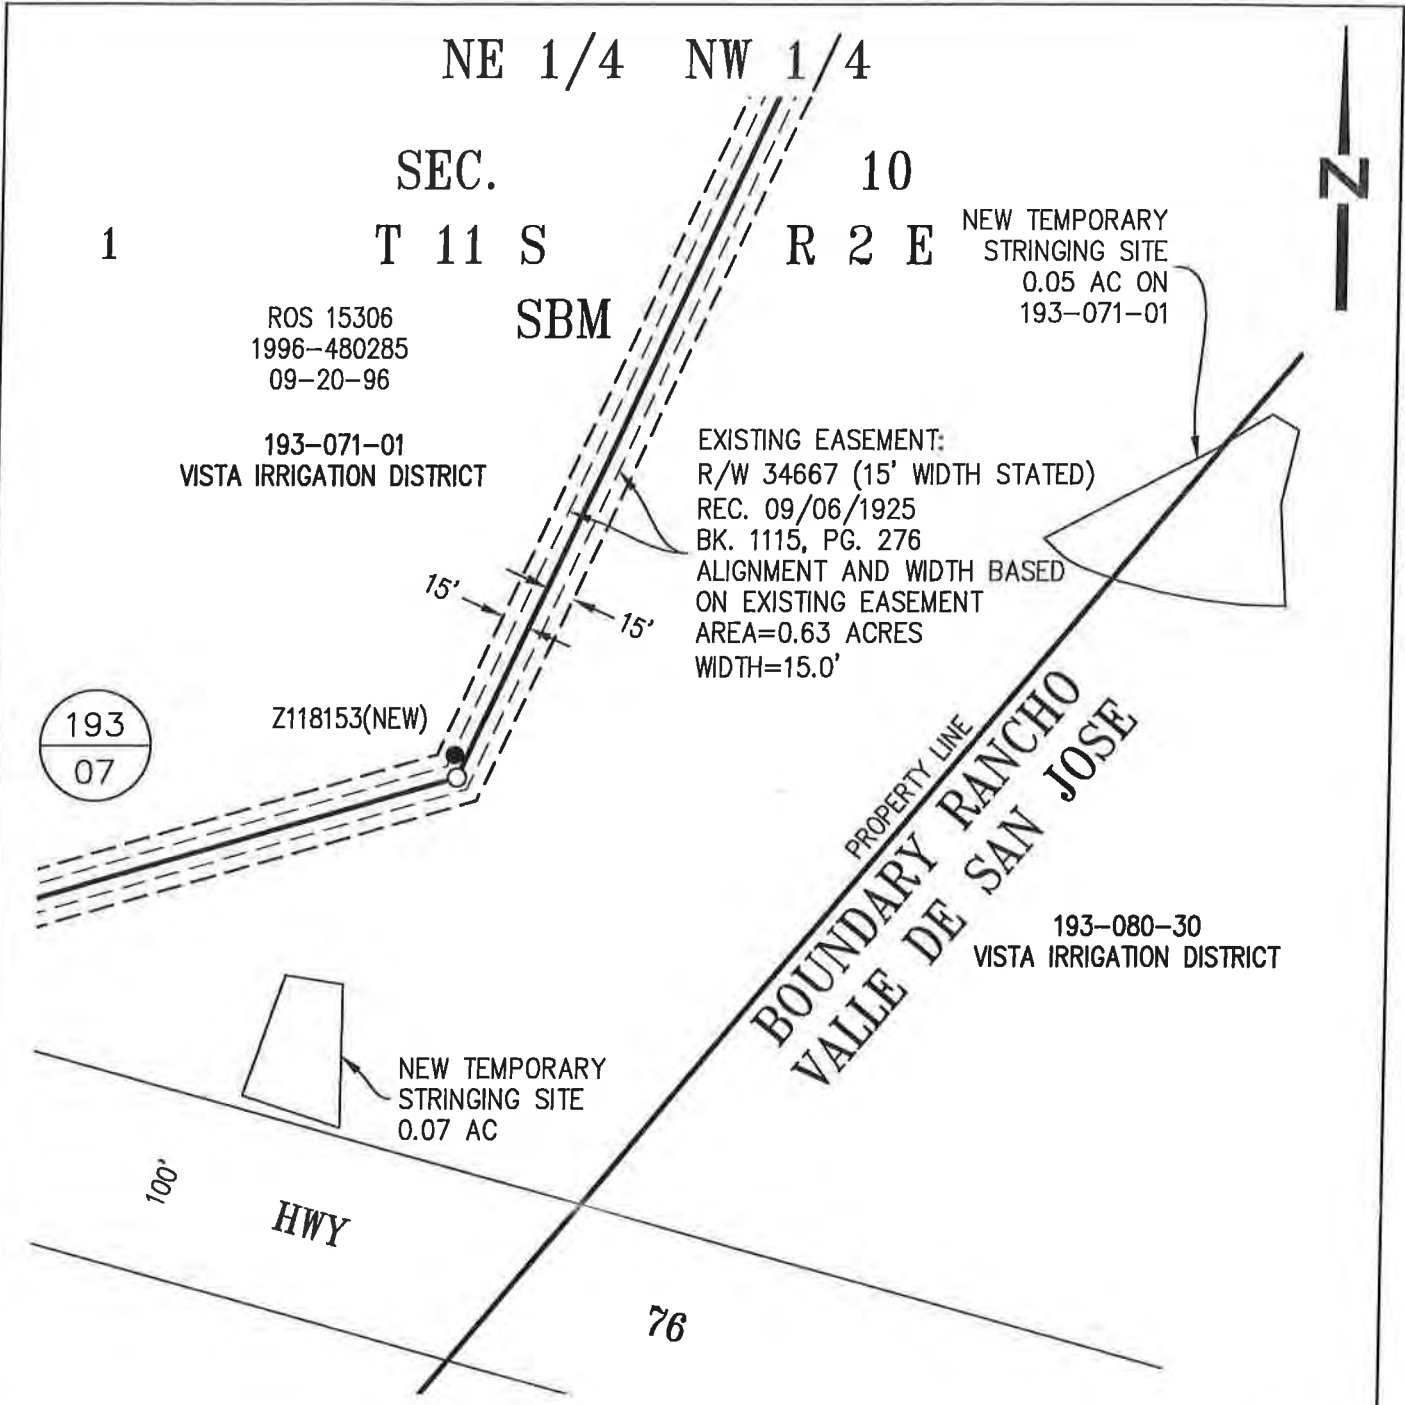 NE 1/4 NW 1/4
SEC. 10
1 T 11 S R 2 E
SBM
N
NEW TEMPORARY
STRINGING SITE
0.05 AC ON
193-071-01
ROS 15306
1996-480285
09-20-96
193-071-01
VISTA IRRIGATION DISTRICT
EXISTING EASEMENT:
R/W 34667 (15' WIDTH STATED)
REC. 09/06/1925
BK. 1115, PG. 276
ALIGNMENT AND WIDTH BASED
ON EXISTING EASEMENT
AREA=0.63 ACRES
WIDTH=15.0'
15'
15'
Z118153(NEW)
193
07
PROPERTY LINE
BOUNDARY RANCHO
VALLE DE SAN JOSE
193-080-30
VISTA IRRIGATION DISTRICT
NEW TEMPORARY
STRINGING SITE
0.07 AC
100'
HWY
76